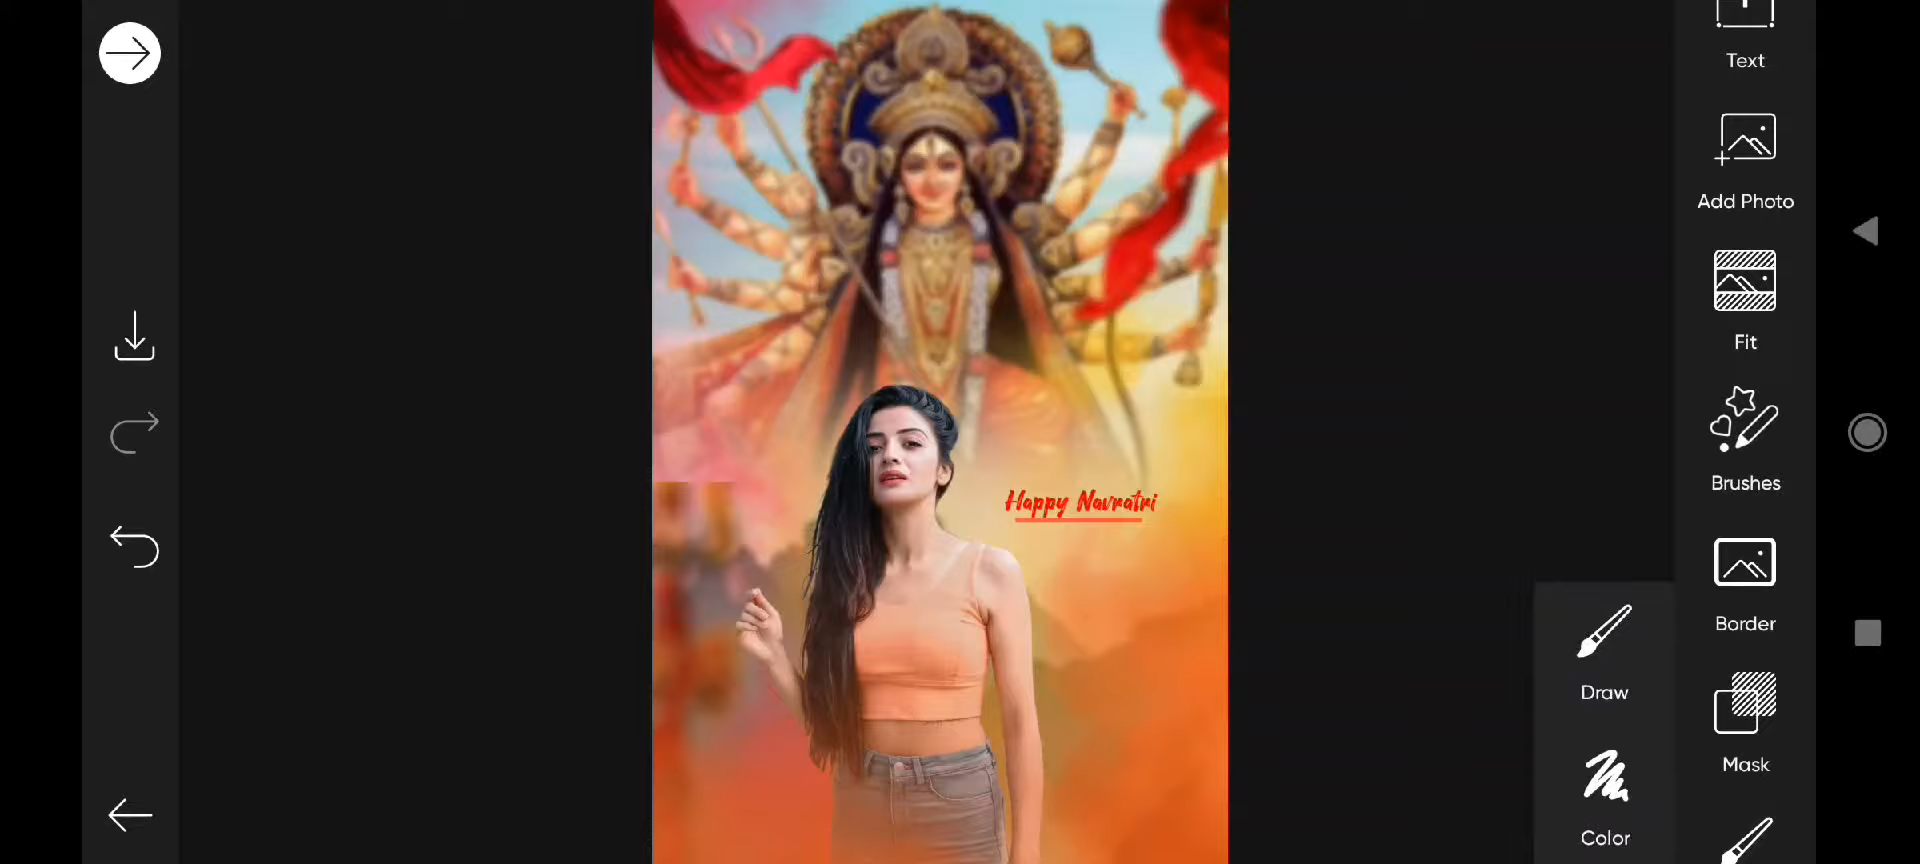 Text
Add Photo
Fit
Happy Navratri
Brushes
Border
Draw
Mask
Color